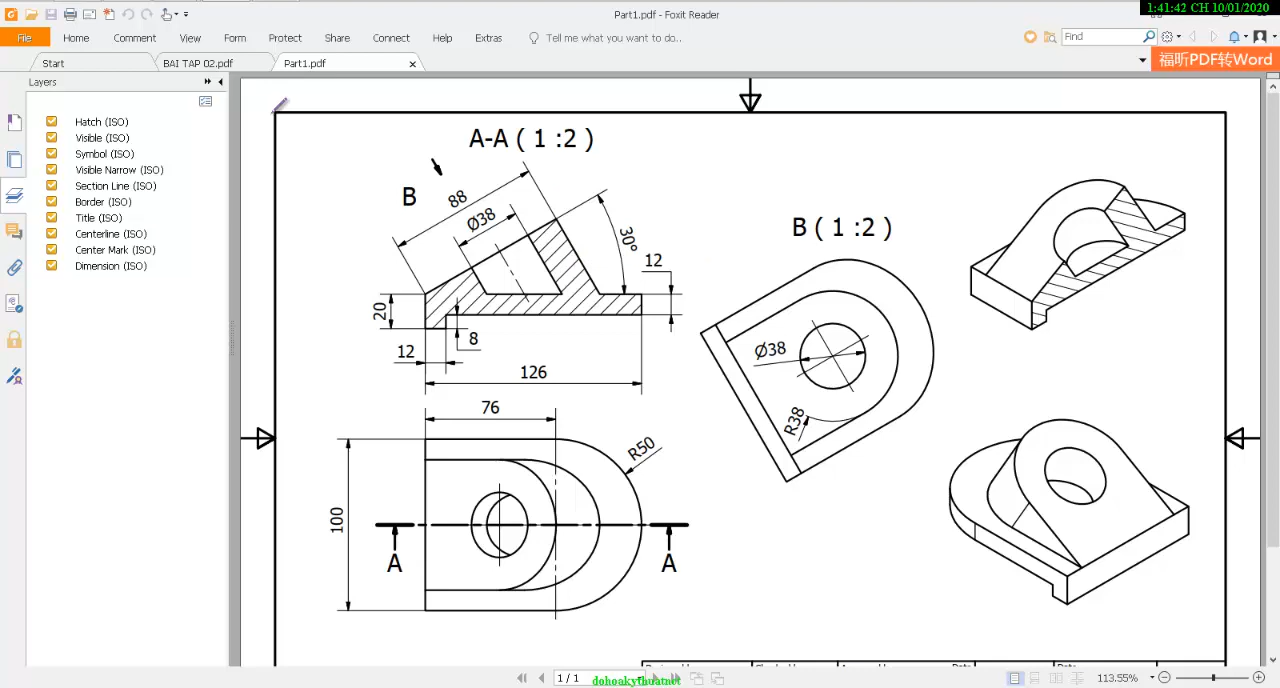 Part1.pdf - Foxit Reader
1:41:42 CH 10/01/2020
File Home Comment View Form Protect Share Connect Help Extras Tell me what you want to do.. Find
Start BAI TAP 02.pdf Part1.pdf × 福昕PDF转Word
Layers
Hatch (ISO)
Visible (ISO)
Symbol (ISO)
Visible Narrow (ISO)
Section Line (ISO)
Border (ISO)
Title (ISO)
Centerline (ISO)
Center Mark (ISO)
Dimension (ISO)
A-A ( 1 :2 )
B
88
Ø38
30°
12
20
8
12
126
B ( 1 :2 )
Ø38
R38
76
R50
100
A A
1 / 1
dohoakythuat.net
113.55%